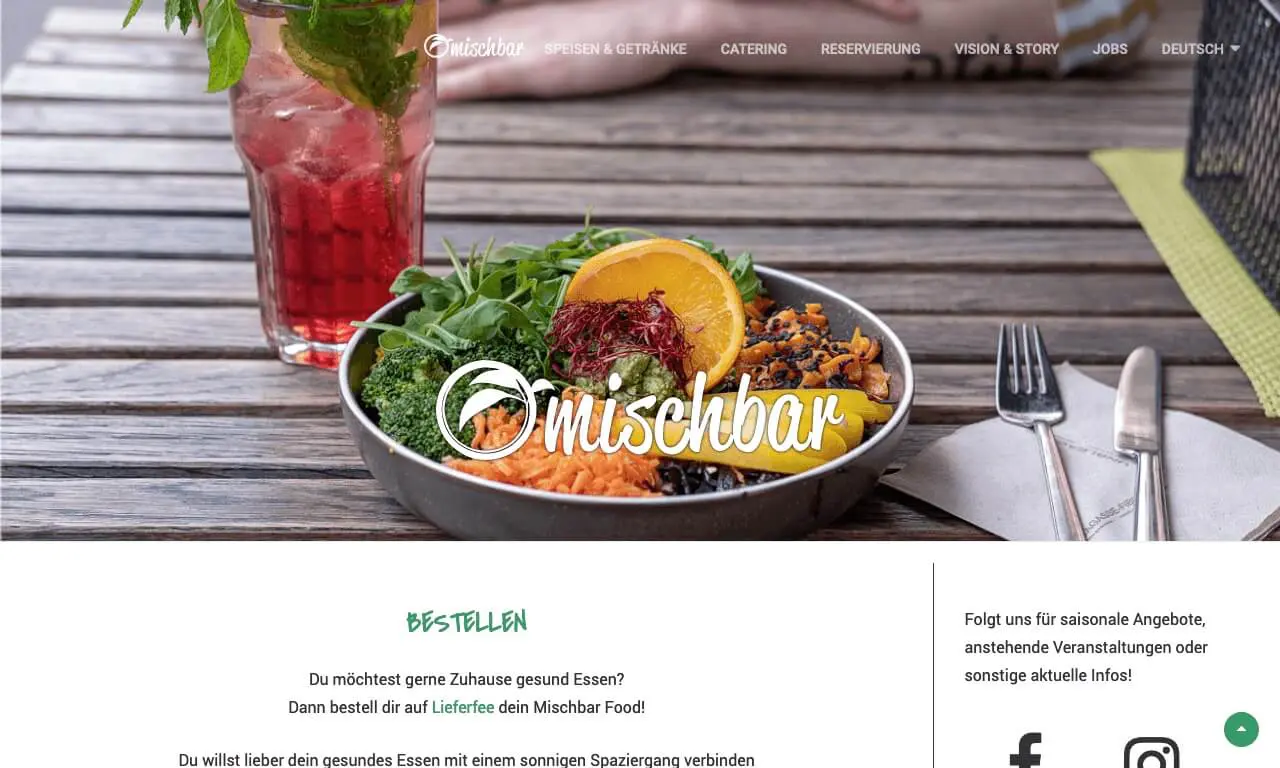 mischbar SPEISEN & GETRÄNKE CATERING RESERVIERUNG VISION & STORY JOBS DEUTSCH
mischbar
BESTELLEN
Du möchtest gerne Zuhause gesund Essen?
Dann bestell dir auf Lieferfee dein Mischbar Food!
Du willst lieber dein gesundes Essen mit einem sonnigen Spaziergang verbinden
Folgt uns für saisonale Angebote,
anstehende Veranstaltungen oder
sonstige aktuelle Infos!